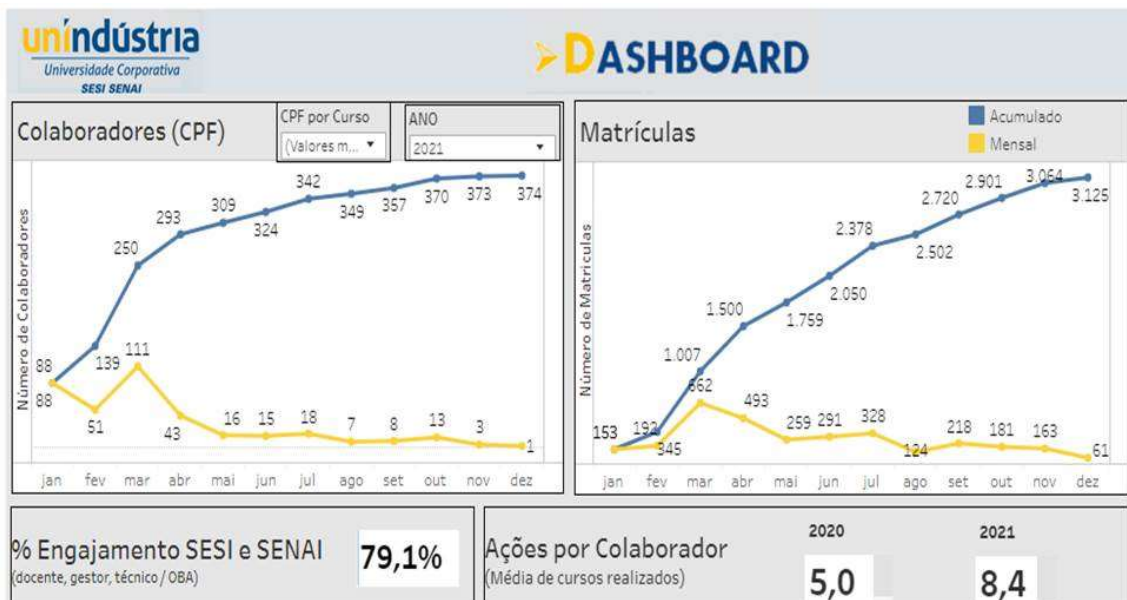 unindústria
Universidade Corporativa
SESI SENAI
DASHBOARD
Colaboradores (CPF)
CPF por Curso
(Valores m...
ANO
2021
Número de Colaboradores
88
139
250
293
309
324
342
349
357
370
373
374
88
51
111
43
16
15
18
7
8
13
3
1
jan fev mar abr mai jun jul ago set out nov dez
Matrículas
Acumulado
Mensal
Número de Matrículas
153
345
1.007
1.500
1.759
2.050
2.378
2.502
2.720
2.901
3.064
3.125
192
662
493
259
291
328
124
218
181
163
61
jan fev mar abr mai jun jul ago set out nov dez
% Engajamento SESI e SENAI
(docente, gestor, técnico / OBA)
79,1%
Ações por Colaborador
(Média de cursos realizados)
2020
2021
5,0
8,4